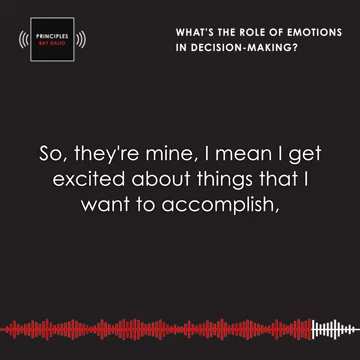 PRINCIPLES
RAY DALIO
WHAT'S THE ROLE OF EMOTIONS
IN DECISION-MAKING?
So, they're mine, I mean I get
excited about things that I
want to accomplish,